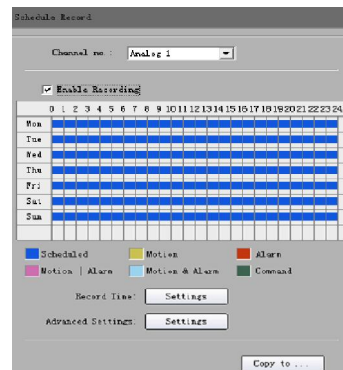 Schedule Record
Channel no.: Analog 1
Enable Recording
0 1 2 3 4 5 6 7 8 9 10 11 12 13 14 15 16 17 18 19 20 21 22 23 24
Mon
Tue
Wed
Thu
Fri
Sat
Sun
Scheduled Motion Alarm
Motion | Alarm Motion & Alarm Command
Record Time: Settings
Advanced Settings: Settings
Copy to ...